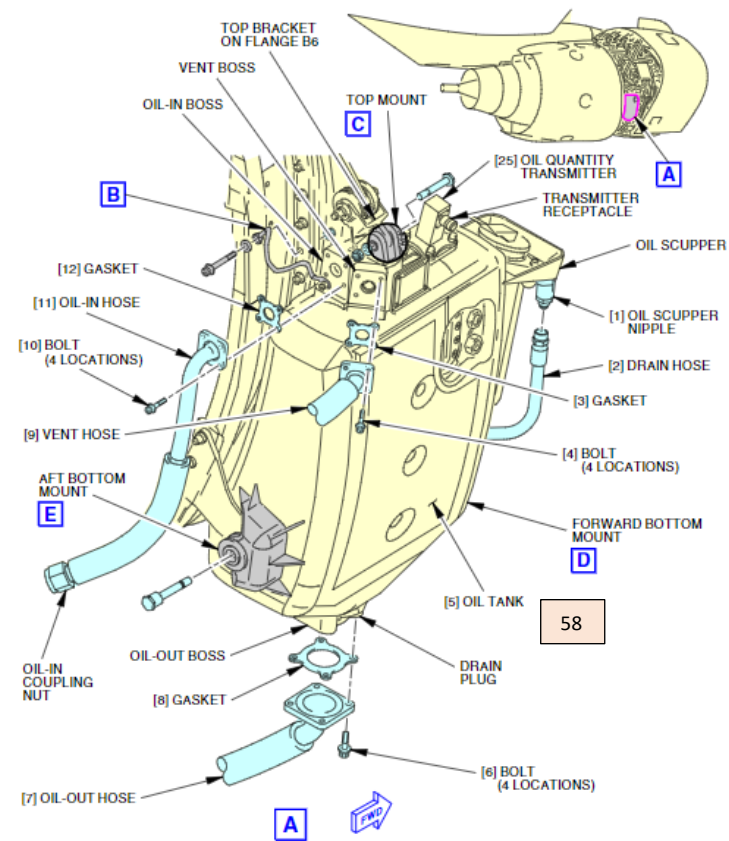 TOP BRACKET
ON FLANGE B6
VENT BOSS
OIL-IN BOSS
TOP MOUNT
C
A
[25] OIL QUANTITY
TRANSMITTER
TRANSMITTER
RECEPTACLE
B
OIL SCUPPER
[12] GASKET
[11] OIL-IN HOSE
[1] OIL SCUPPER
NIPPLE
[10] BOLT
(4 LOCATIONS)
[2] DRAIN HOSE
[3] GASKET
[9] VENT HOSE
[4] BOLT
(4 LOCATIONS)
AFT BOTTOM
MOUNT
E
FORWARD BOTTOM
MOUNT
D
[5] OIL TANK
58
OIL-IN
COUPLING
NUT
OIL-OUT BOSS
DRAIN
PLUG
[8] GASKET
[6] BOLT
(4 LOCATIONS)
[7] OIL-OUT HOSE
A
FWD